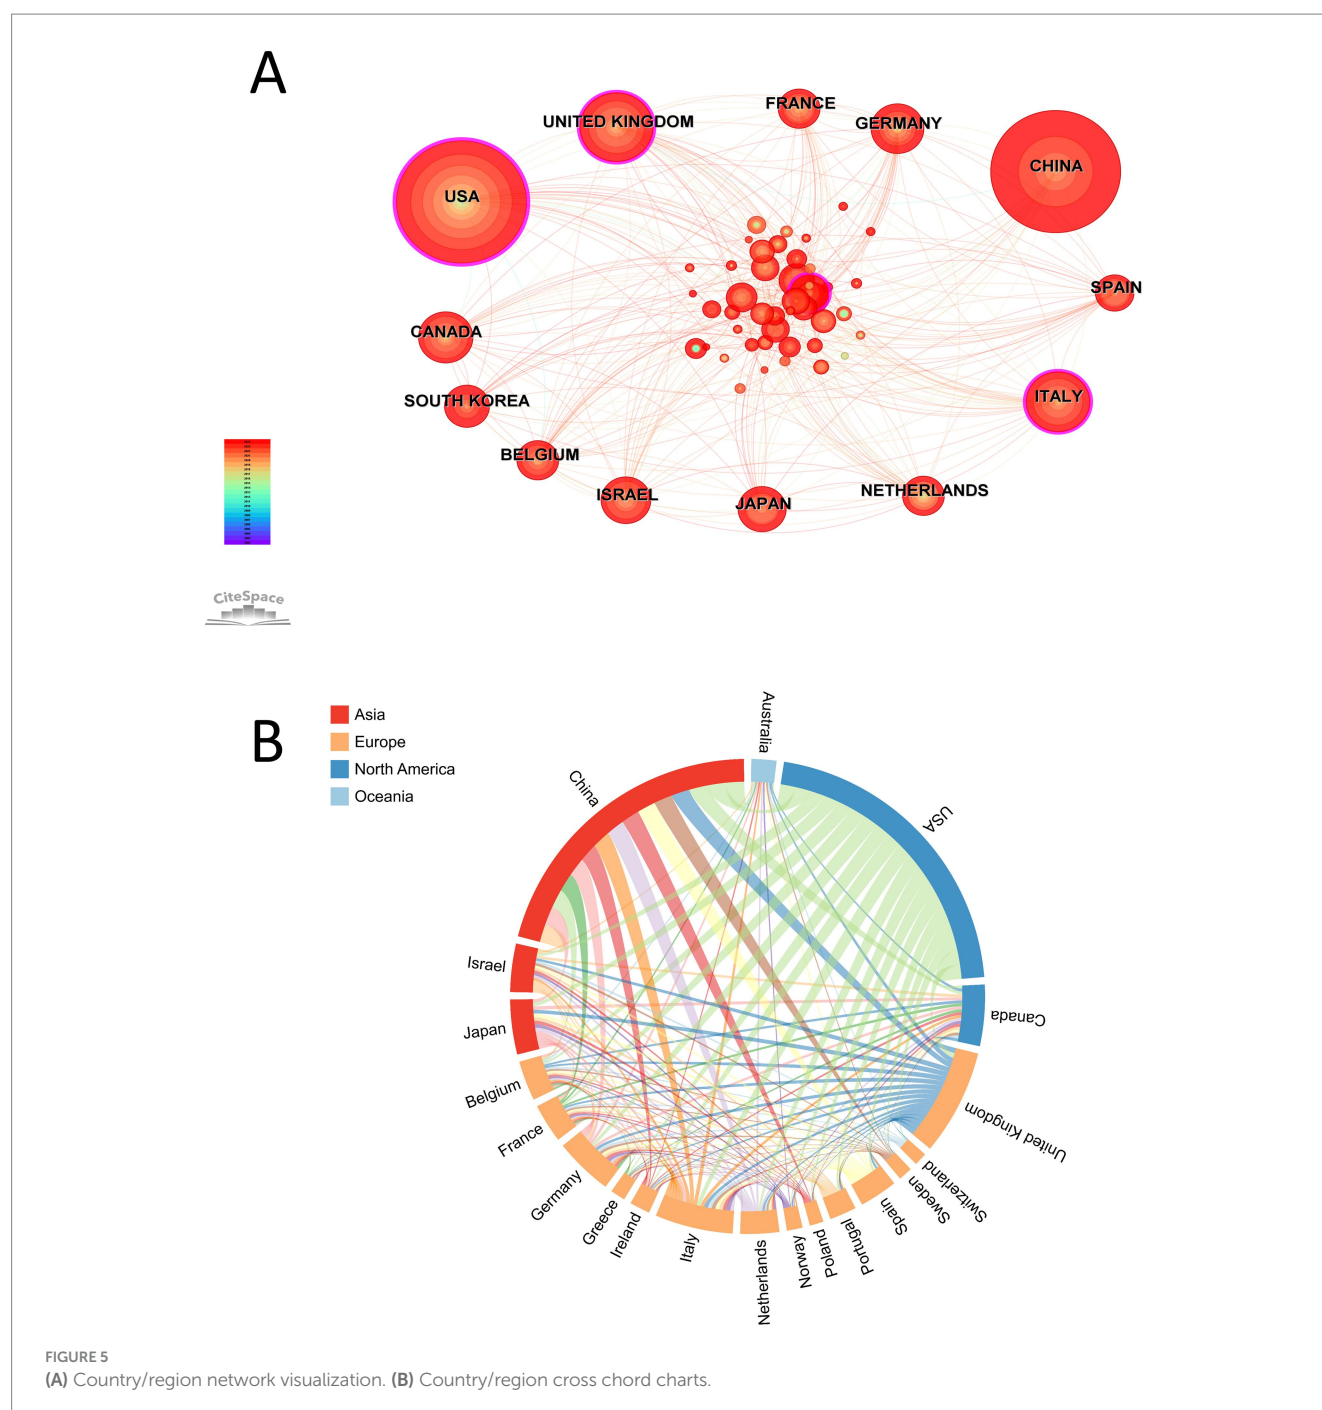 A
UNITED KINGDOM
FRANCE
GERMANY
CHINA
USA
SPAIN
CANADA
ITALY
SOUTH KOREA
BELGIUM
ISRAEL
JAPAN
NETHERLANDS
CiteSpace
B
Asia
Europe
North America
Oceania
Australia
China
USA
Israel
Canada
Japan
Belgium
United Kingdom
France
Germany
Switzerland
Sweden
Greece
Spain
Ireland
Portugal
Italy
Poland
Norway
Netherlands
FIGURE 5
(A) Country/region network visualization. (B) Country/region cross chord charts.